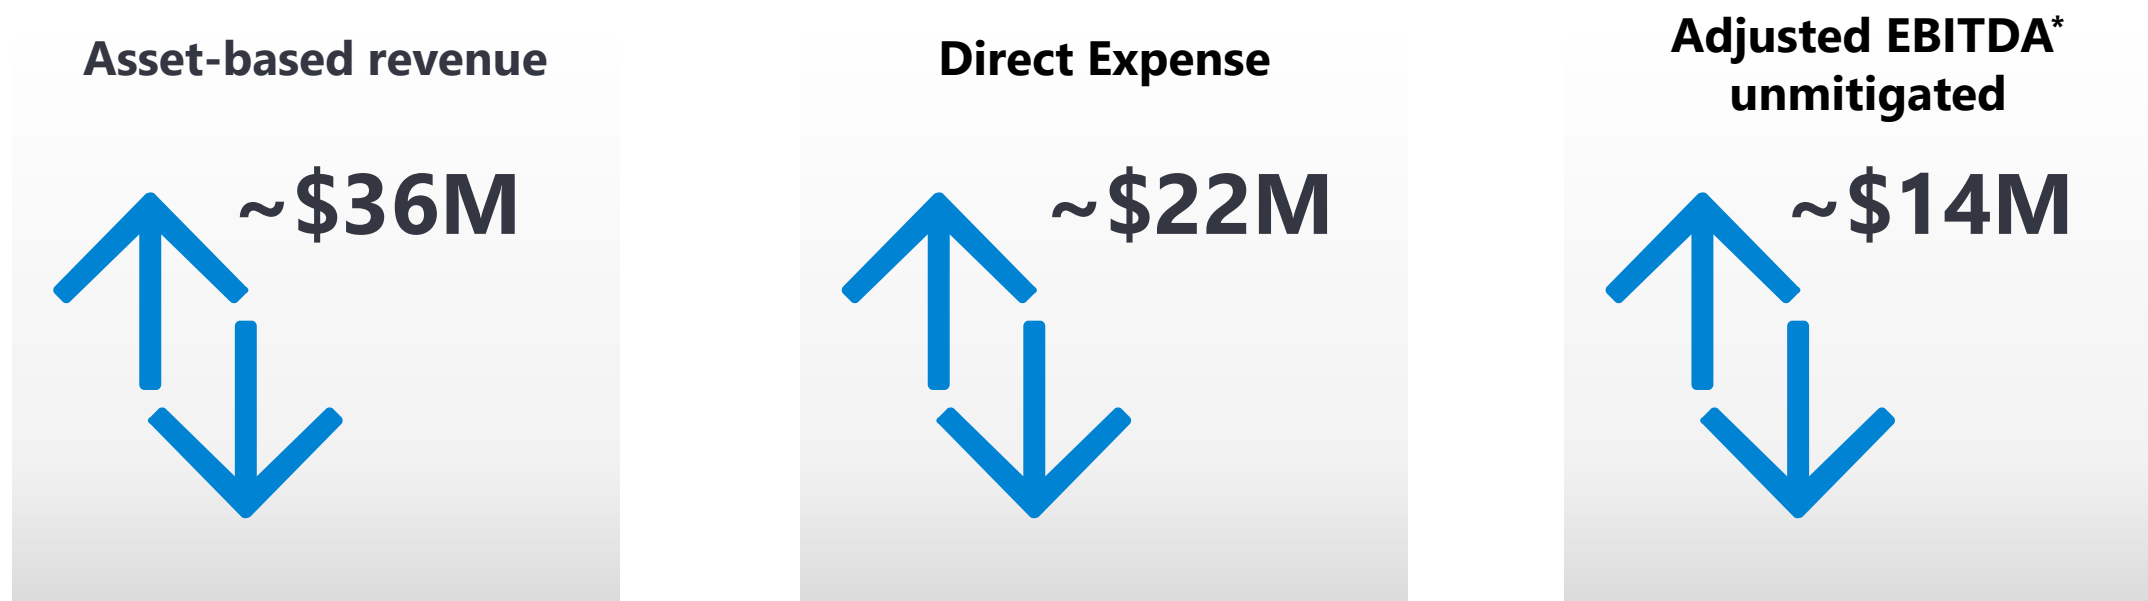 Asset-based revenue
~$36M
Direct Expense
~$22M
Adjusted EBITDA*
unmitigated
~$14M